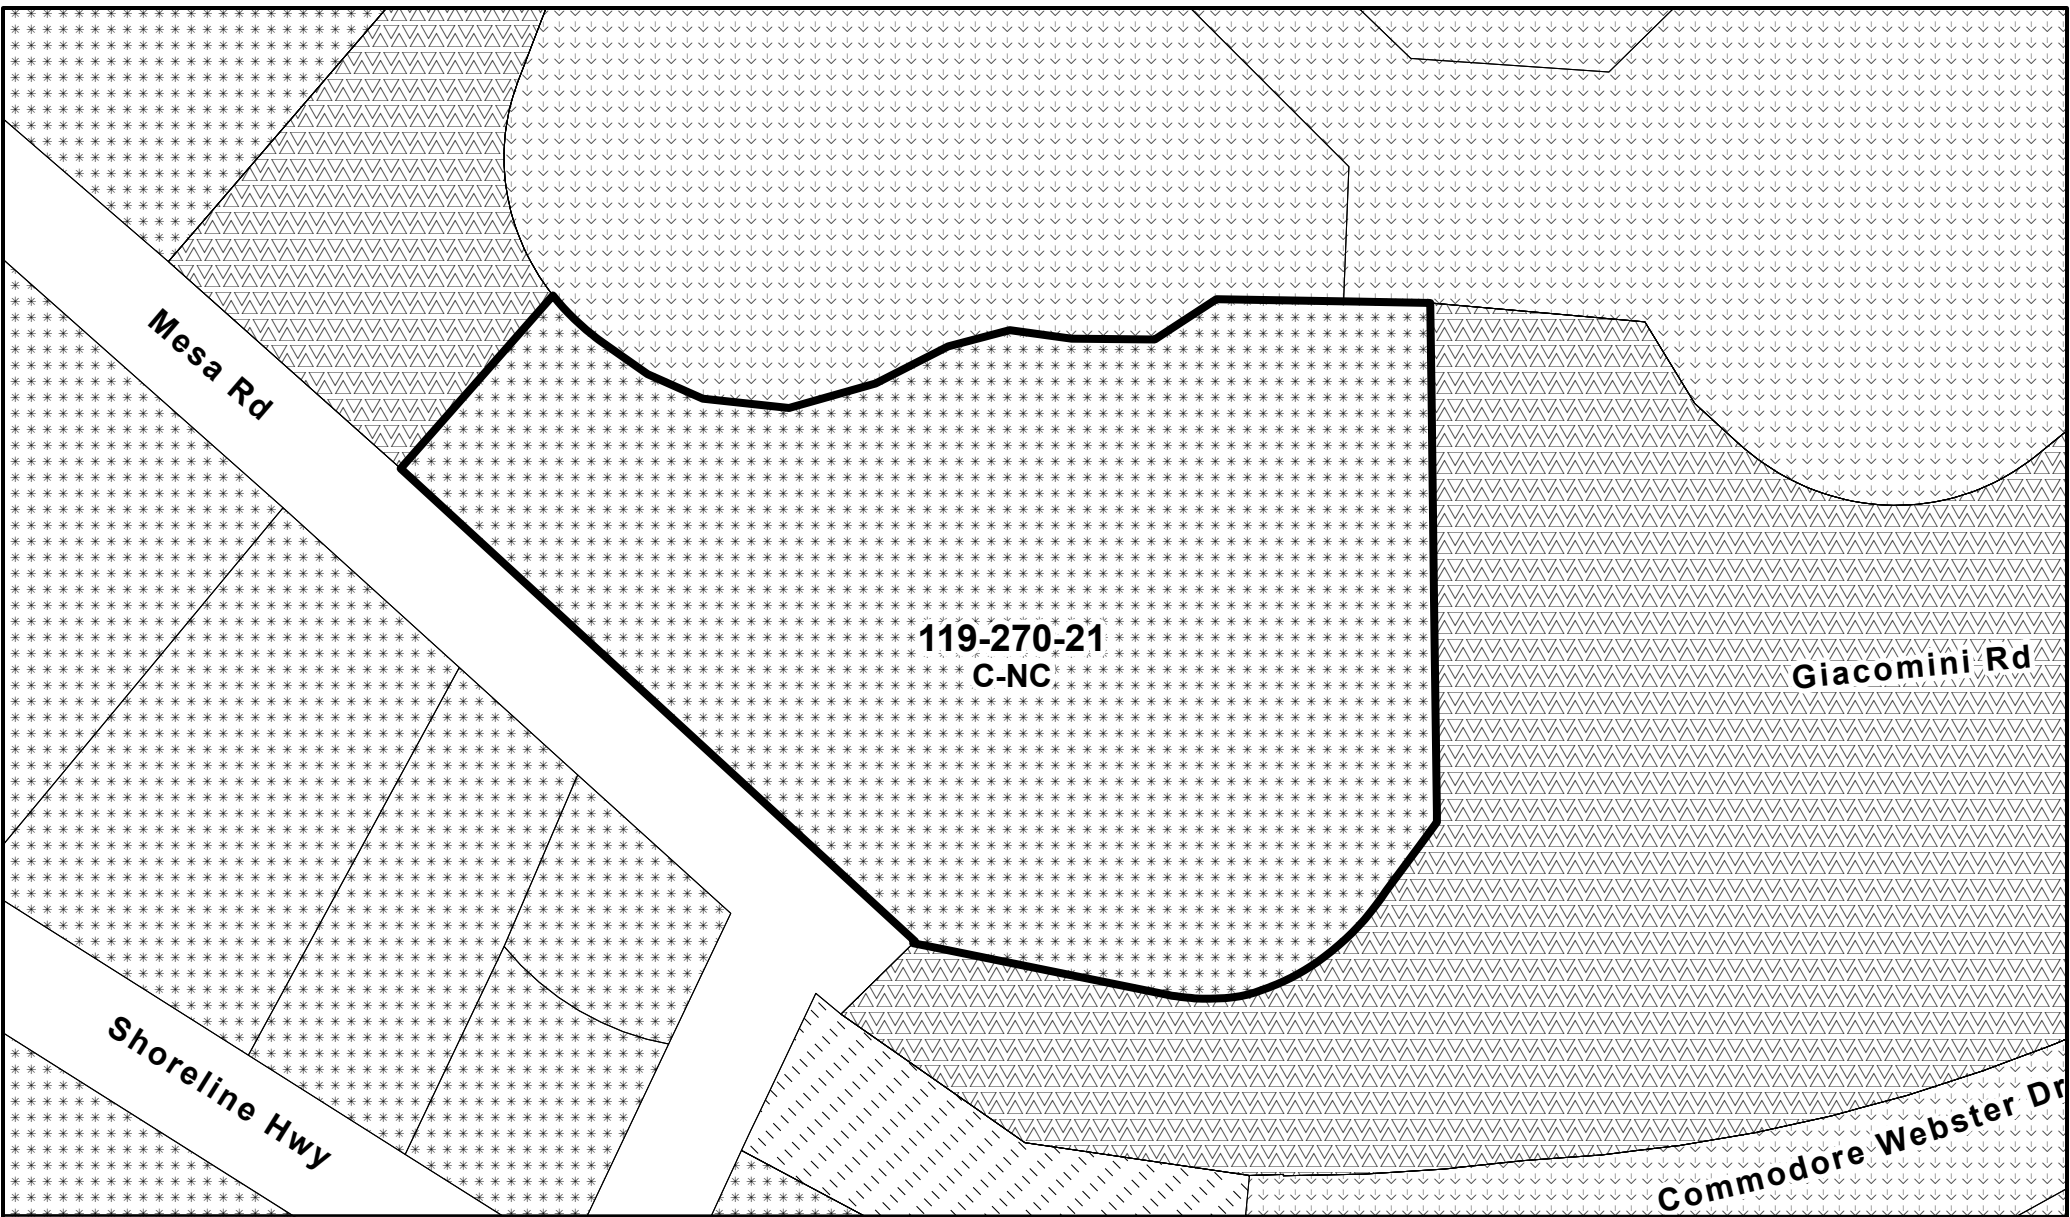 Mesa Rd
119-270-21
C-NC
Giacomini Rd
Shoreline Hwy
Commodore Webster Dr